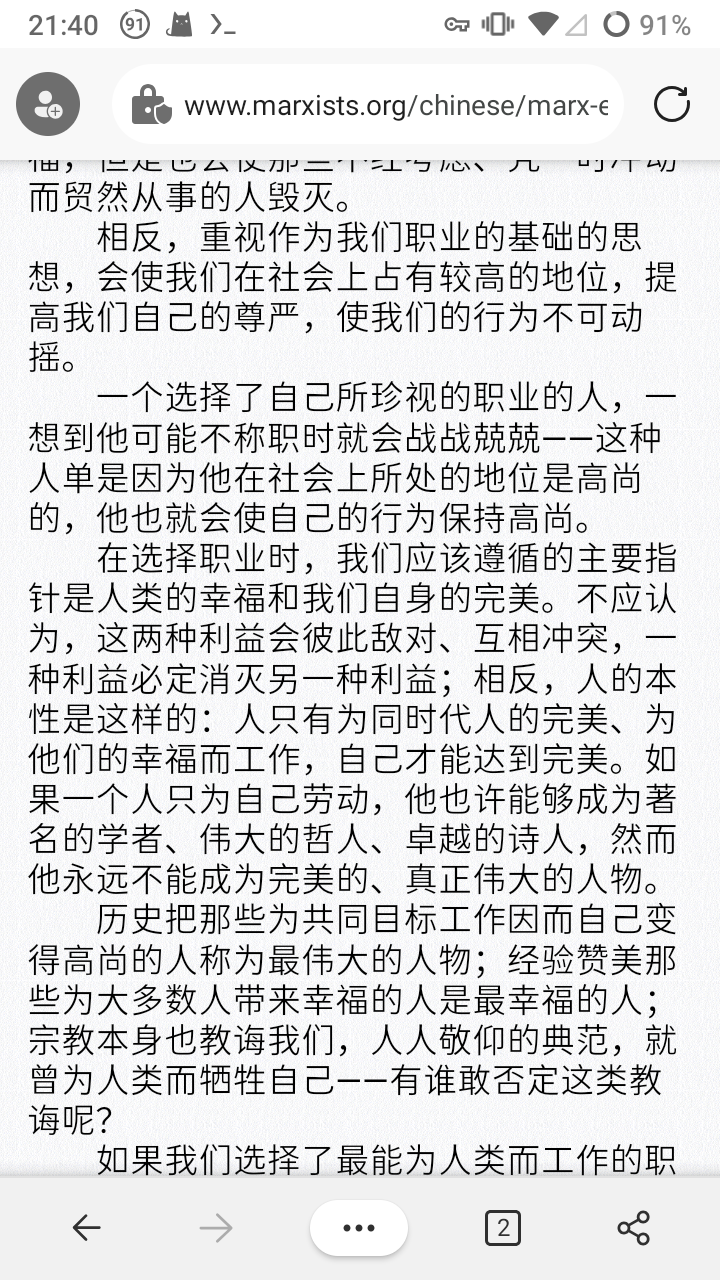 21:40
91
91%
www.marxists.org/chinese/marx-e
而贸然从事的人毁灭。
相反，重视作为我们职业的基础的思
想，会使我们在社会上占有较高的地位，提
高我们自己的尊严，使我们的行为不可动
摇。
一个选择了自己所珍视的职业的人，一
想到他可能不称职时就会战战兢兢——这种
人单是因为他在社会上所处的地位是高尚
的，他也就会使自己的行为保持高尚。
在选择职业时，我们应该遵循的主要指
针是人类的幸福和我们自身的完美。不应认
为，这两种利益会彼此敌对、互相冲突，一
种利益必定消灭另一种利益；相反，人的本
性是这样的：人只有为同时代人的完美、为
他们的幸福而工作，自己才能达到完美。如
果一个人只为自己劳动，他也许能够成为著
名的学者、伟大的哲人、卓越的诗人，然而
他永远不能成为完美的、真正伟大的人物。
历史把那些为共同目标工作因而自己变
得高尚的人称为最伟大的人物；经验赞美那
些为大多数人带来幸福的人是最幸福的人；
宗教本身也教诲我们，人人敬仰的典范，就
曾为人类而牺牲自己——有谁敢否定这类教
诲呢？
如果我们选择了最能为人类而工作的职
2